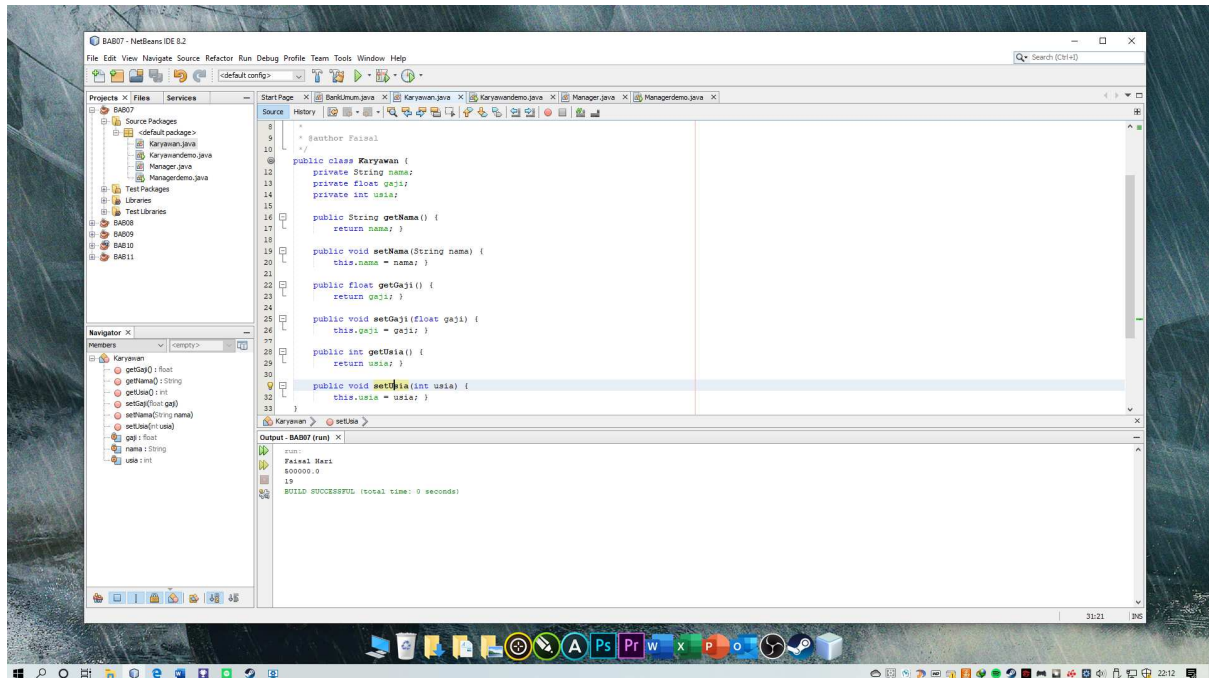 BAB07 - NetBeans IDE 8.2
File Edit View Navigate Source Refactor Run Debug Profile Team Tools Window Help
Search (Ctrl+I)
<default config>
Projects Files Services
Start Page BankUmum.java Karyawan.java Karyawandemo.java Manager.java Managerdemo.java
Source History
BAB07
Source Packages
<default package>
Karyawan.java
Karyawandemo.java
Manager.java
Managerdemo.java
Test Packages
Libraries
Test Libraries
BAB08
BAB09
BAB10
BAB11
Navigator
Members <empty>
Karyawan
getGaji() : float
getNama() : String
getUsia() : int
setGaji(float gaji)
setNama(String nama)
setUsia(int usia)
gaji : float
nama : String
usia : int
8 *
9 * @author Faisal
10 */
public class Karyawan {
12 private String nama;
13 private float gaji;
14 private int usia;
15
16 public String getNama() {
17 return nama; }
18
19 public void setNama(String nama) {
20 this.nama = nama; }
21
22 public float getGaji() {
23 return gaji; }
24
25 public void setGaji(float gaji) {
26 this.gaji = gaji; }
27
28 public int getUsia() {
29 return usia; }
30
public void setUsia(int usia) {
32 this.usia = usia; }
33 }
Karyawan setUsia
Output - BAB07 (run)
run:
Faisal Hari
500000.0
19
BUILD SUCCESSFUL (total time: 0 seconds)
31:21 INS
A Ps Pr W X P O
22:12